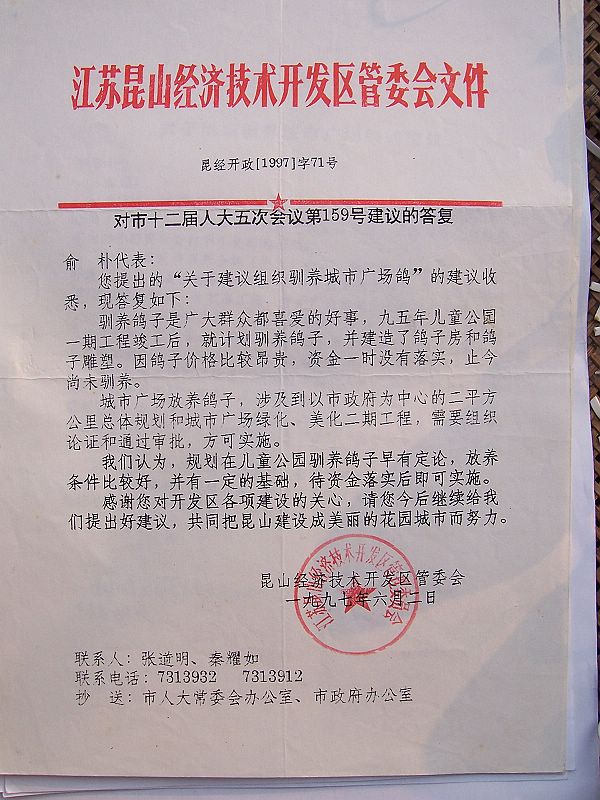 江苏昆山经济技术开发区管委会文件
昆经开政[1997]字71号
对市十二届人大五次会议第159号建议的答复
俞 朴代表：
您提出的“关于建议组织驯养城市广场鸽”的建议收
悉，现答复如下：
驯养鸽子是广大群众都喜爱的好事，九五年儿童公园
一期工程竣工后，就计划驯养鸽子，并建造了鸽子房和鸽
子雕塑。因鸽子价格比较昂贵，资金一时没有落实，止今
尚未驯养。
城市广场放养鸽子，涉及到以市政府为中心的二平方
公里总体规划和城市广场绿化、美化二期工程，需要组织
论证和通过审批，方可实施。
我们认为，规划在儿童公园驯养鸽子早有定论，放养
条件比较好，并有一定的基础，待资金落实后即可实施。
感谢您对开发区各项建设的关心，请您今后继续给我
们提出好建议，共同把昆山建设成美丽的花园城市而努力。
昆山经济技术开发区管委会
一九九七年六月 日
联系人：张道明、秦耀如
联系电话：7313932 7313912
抄 送：市人大常委会办公室、市政府办公室